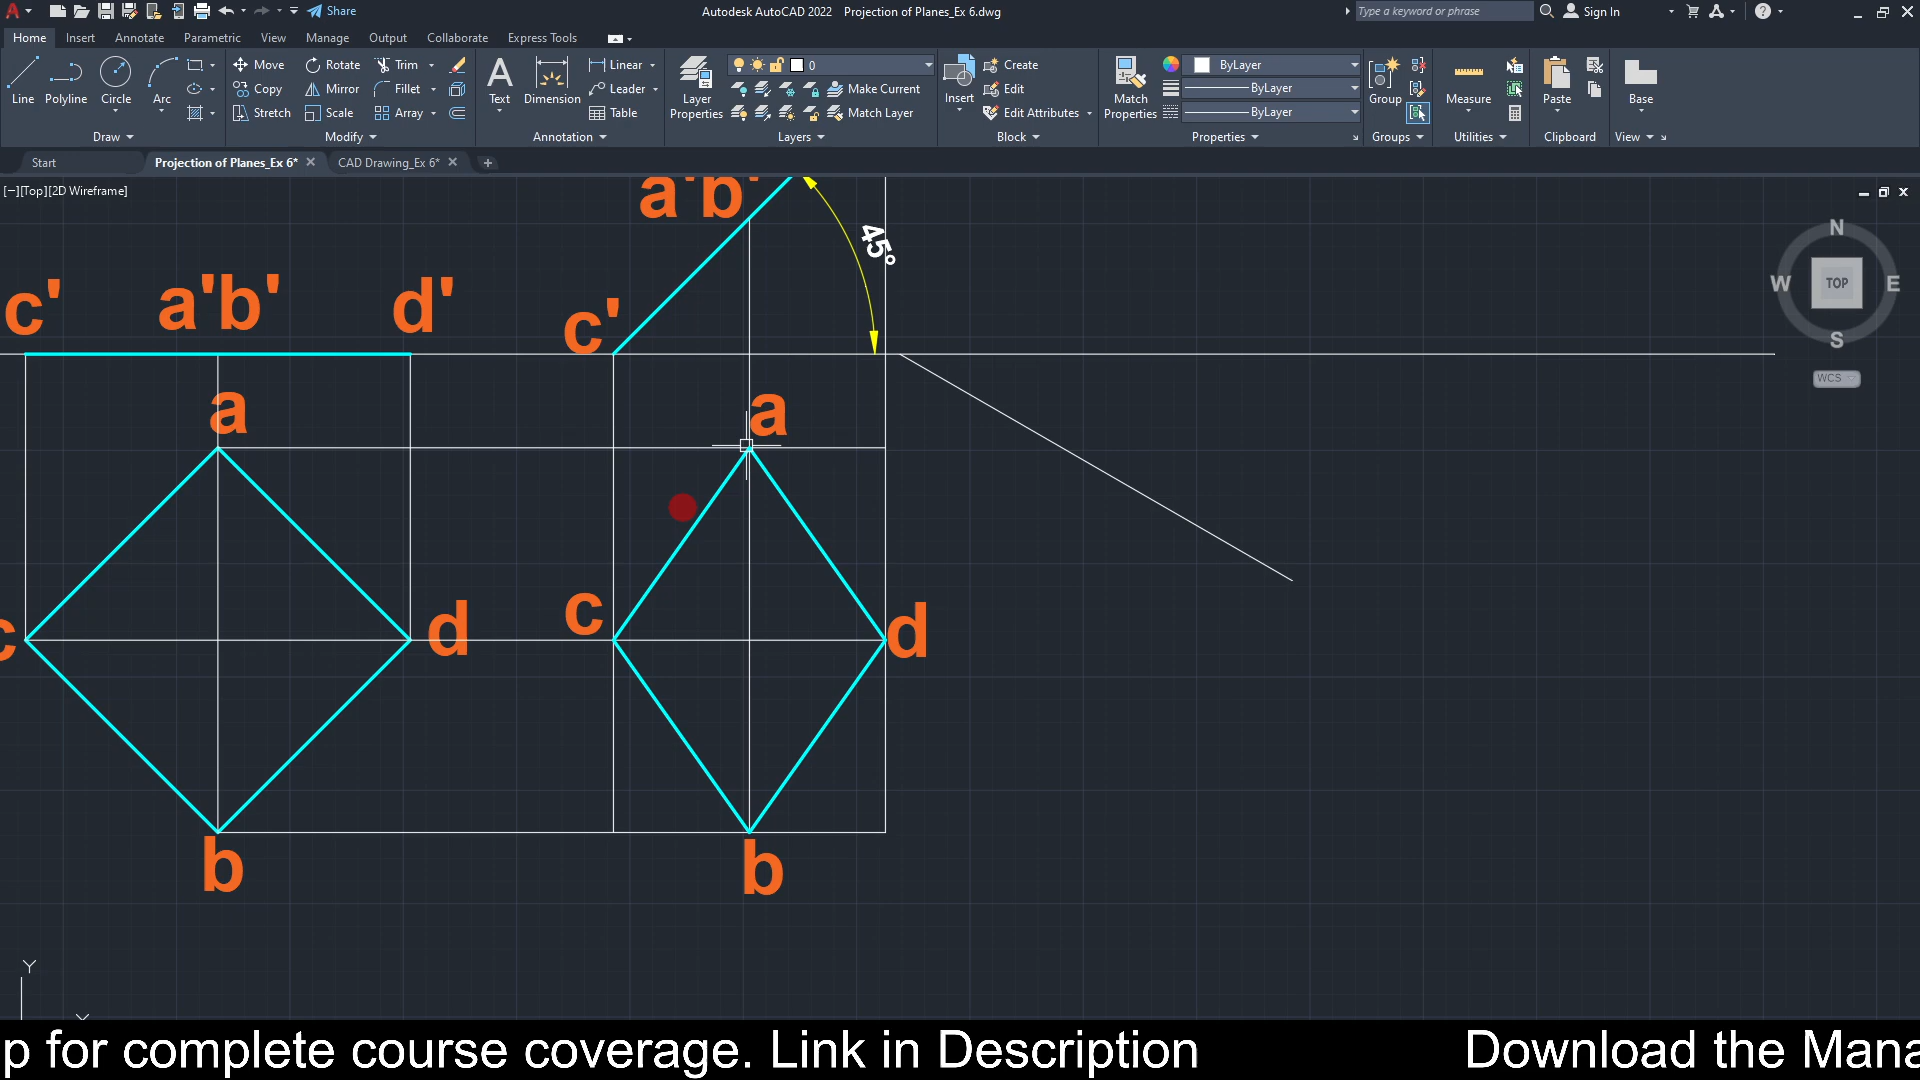 Share
Autodesk AutoCAD 2022 Projection of Planes_Ex 6.dwg
Type a keyword or phrase
Sign In
Home Insert Annotate Parametric View Manage Output Collaborate Express Tools
Line Polyline Circle Arc
Move Rotate Trim
Copy Mirror Fillet
Stretch Scale Array
Text Dimension
Linear
Leader
Table
Layer Properties
0
Make Current
Match Layer
Insert
Create
Edit
Edit Attributes
Match Properties
ByLayer
ByLayer
ByLayer
Group
Measure
Paste
Base
Draw Modify Annotation Layers Block Properties Groups Utilities Clipboard View
Start Projection of Planes_Ex 6* CAD Drawing_Ex 6*
[−][Top][2D Wireframe]
a'b'
45°
N
W TOP E
S
WCS
c' a'b' d' c'
a a
c d c d
b b
Y
p for complete course coverage. Link in Description Download the Mana